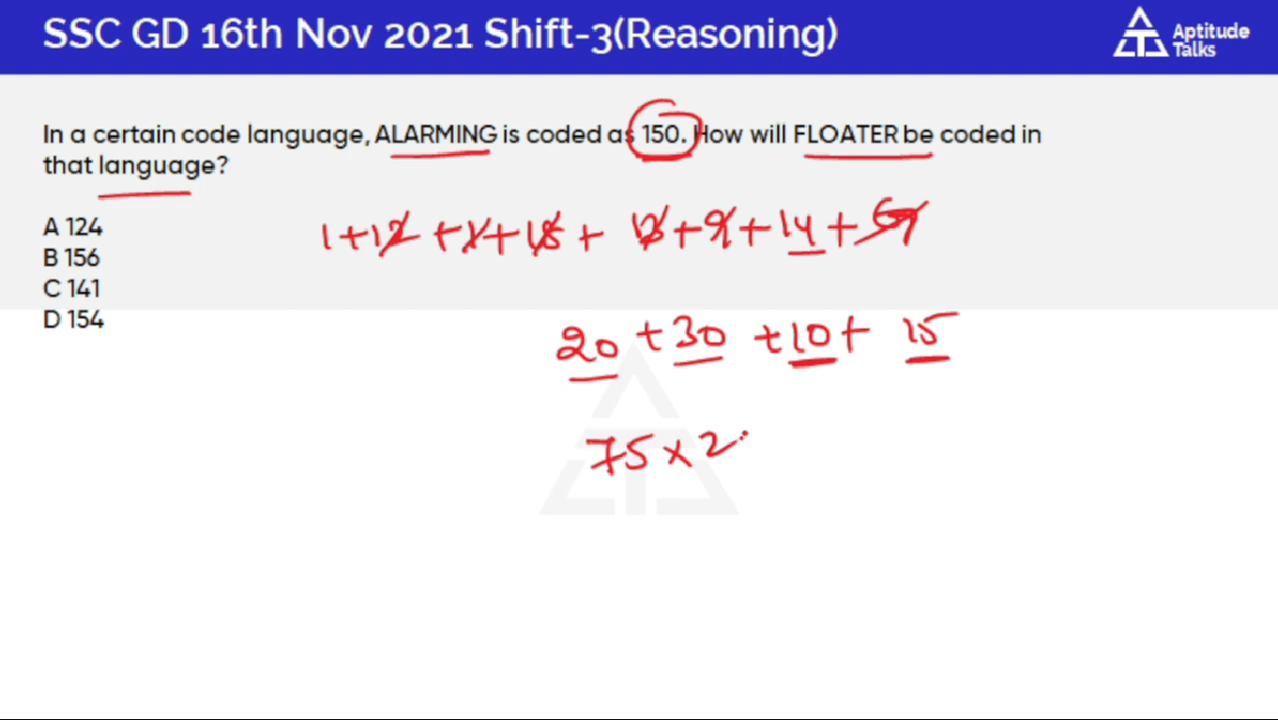 SSC GD 16th Nov 2021 Shift-3(Reasoning)
Aptitude
Talks
In a certain code language, ALARMING is coded as 150. How will FLOATER be coded in
that language?
A 124
B 156
C 141
D 154
1+12+1+18+13+9+14+
20+30+10+15
75×2